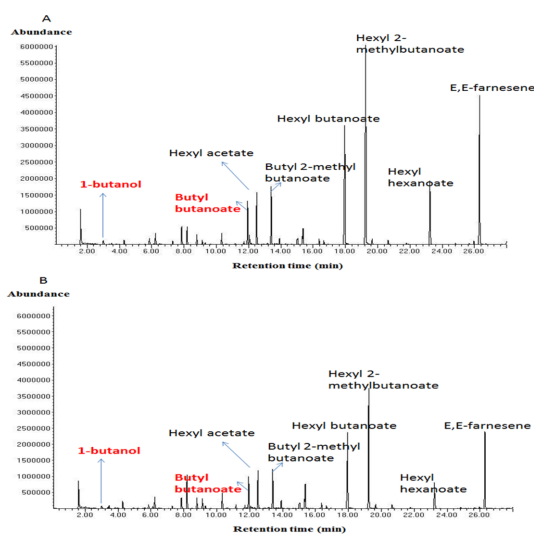 A
Abundance
6000000
5500000
5000000
4500000
4000000
3500000
3000000
2500000
2000000
1500000
1000000
500000
Hexyl 2-
methylbutanoate
E,E-farnesene
Hexyl butanoate
Hexyl acetate
Butyl 2-methyl
butanoate
Hexyl
hexanoate
1-butanol
Butyl
butanoate
2.00 4.00 6.00 8.00 10.00 12.00 14.00 16.00 18.00 20.00 22.00 24.00 26.00
Retention time (min)
B
Abundance
6000000
5500000
5000000
4500000
4000000
3500000
3000000
2500000
2000000
1500000
1000000
500000
Hexyl 2-
methylbutanoate
Hexyl butanoate
E,E-farnesene
Hexyl acetate
Butyl 2-methyl
butanoate
1-butanol
Butyl
butanoate
Hexyl
hexanoate
2.00 4.00 6.00 8.00 10.00 12.00 14.00 16.00 18.00 20.00 22.00 24.00 26.00
Retention time (min)